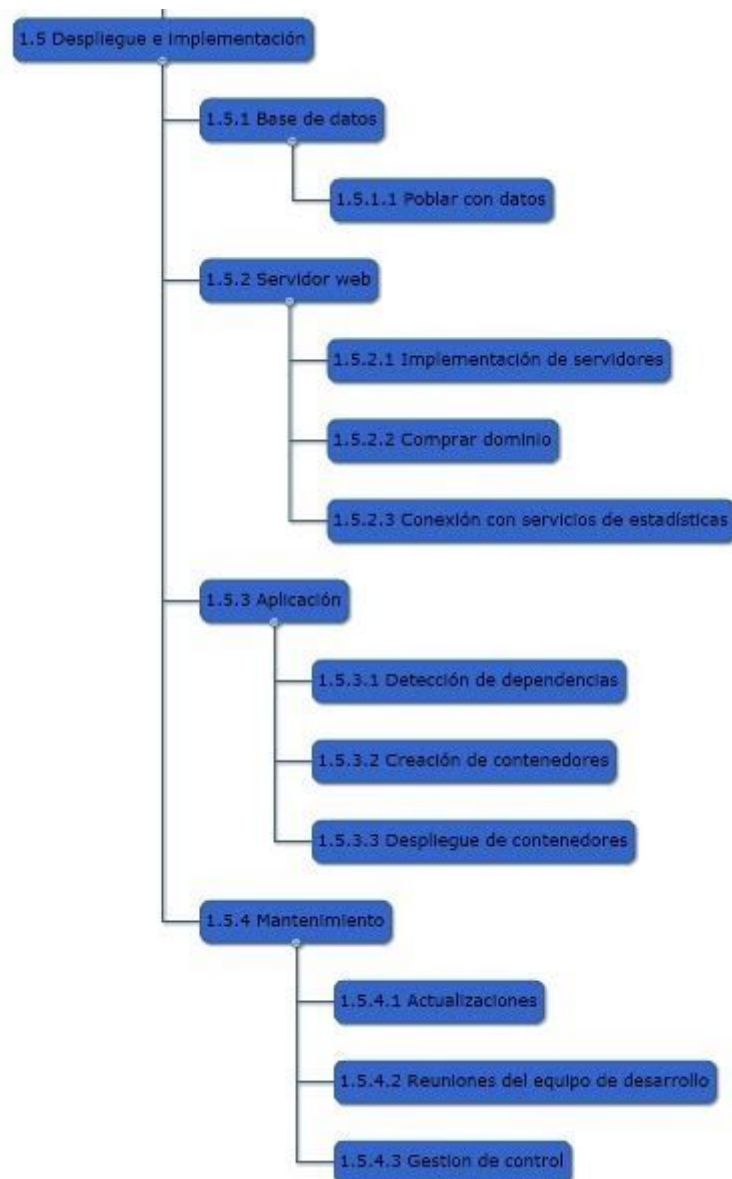 1.5 Despliegue e Implementación
1.5.1 Base de datos
1.5.1.1 Poblar con datos
1.5.2 Servidor web
1.5.2.1 Implementación de servidores
1.5.2.2 Comprar dominio
1.5.2.3 Conexión con servicios de estadísticas
1.5.3 Aplicación
1.5.3.1 Detección de dependencias
1.5.3.2 Creación de contenedores
1.5.3.3 Despliegue de contenedores
1.5.4 Mantenimiento
1.5.4.1 Actualizaciones
1.5.4.2 Reuniones del equipo de desarrollo
1.5.4.3 Gestion de control